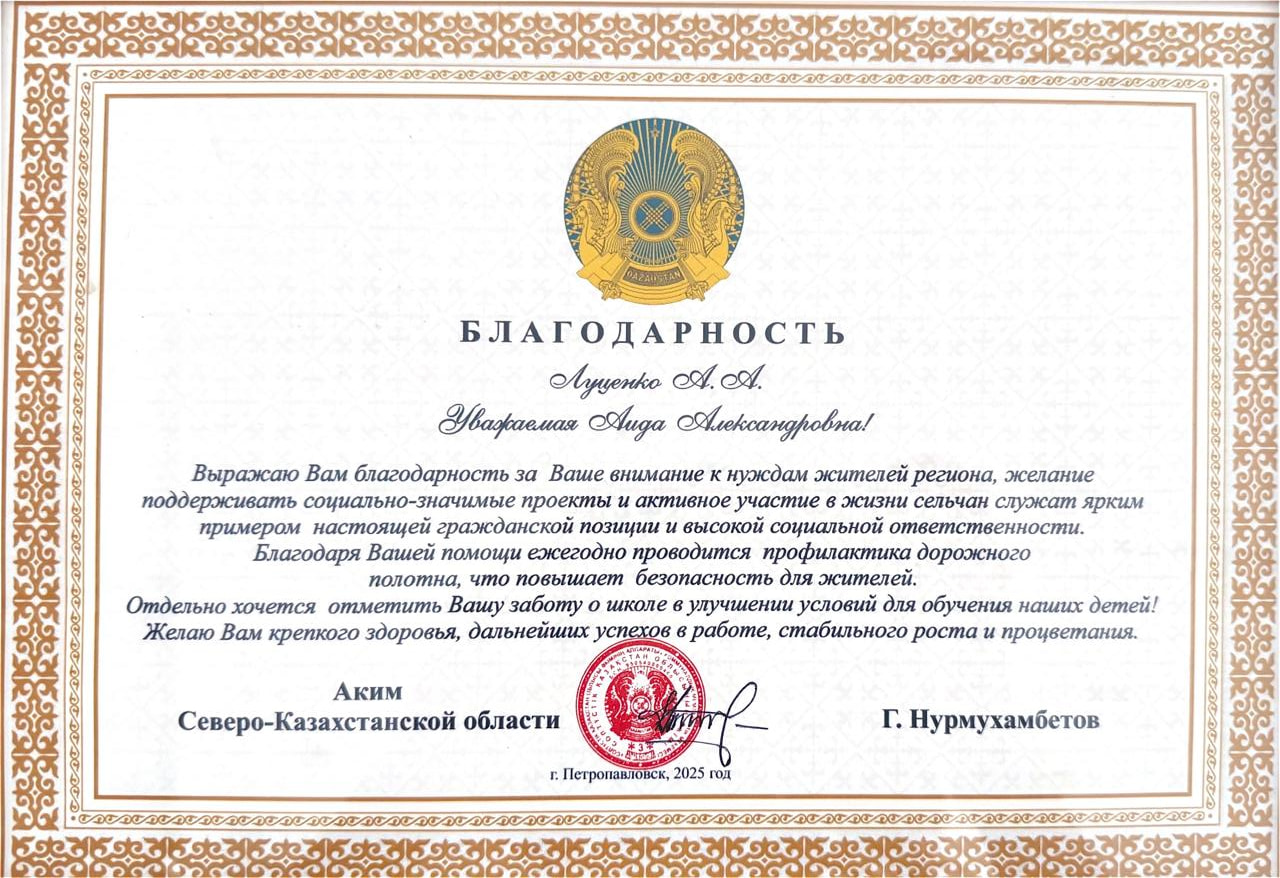 QAZAQSTAN
БЛАГОДАРНОСТЬ
Луценко А. А.
Уважаемая Аида Александровна!
Выражаю Вам благодарность за Ваше внимание к нуждам жителей региона, желание
поддерживать социально-значимые проекты и активное участие в жизни сельчан служат ярким
примером настоящей гражданской позиции и высокой социальной ответственности.
Благодаря Вашей помощи ежегодно проводится профилактика дорожного
полотна, что повышает безопасность для жителей.
Отдельно хочется отметить Вашу заботу о школе в улучшении условий для обучения наших детей!
Желаю Вам крепкого здоровья, дальнейших успехов в работе, стабильного роста и процветания.
Аким
Северо-Казахстанской области
Г. Нурмухамбетов
г. Петропавловск, 2025 год